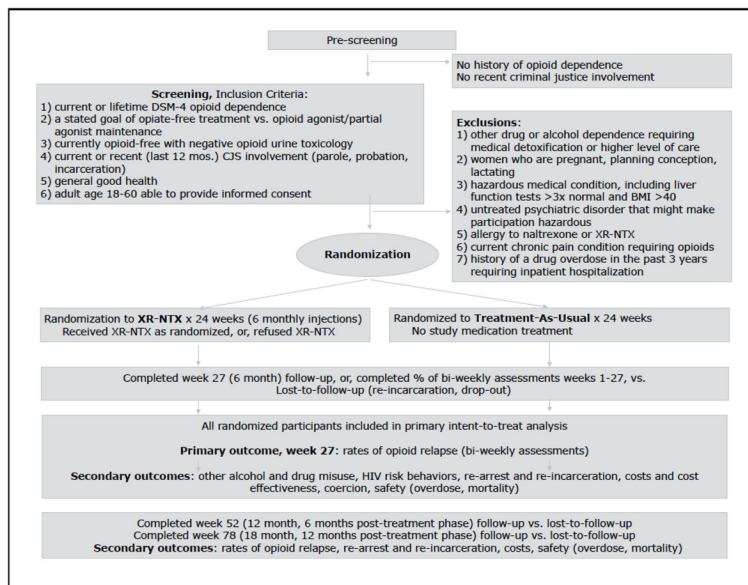 Pre-screening
No history of opioid dependence
No recent criminal justice involvement
Screening, Inclusion Criteria:
1) current or lifetime DSM-4 opioid dependence
2) a stated goal of opiate-free treatment vs. opioid agonist/partial
agonist maintenance
3) currently opioid-free with negative opioid urine toxicology
4) current or recent (last 12 mos.) CJS involvement (parole, probation,
incarceration)
5) general good health
6) adult age 18-60 able to provide informed consent
Exclusions:
1) other drug or alcohol dependence requiring
medical detoxification or higher level of care
2) women who are pregnant, planning conception,
lactating
3) hazardous medical condition, including liver
function tests >3x normal and BMI >40
4) untreated psychiatric disorder that might make
participation hazardous
5) allergy to naltrexone or XR-NTX
6) current chronic pain condition requiring opioids
7) history of a drug overdose in the past 3 years
requiring inpatient hospitalization
Randomization
Randomization to XR-NTX x 24 weeks (6 monthly injections)
Received XR-NTX as randomized, or, refused XR-NTX
Randomized to Treatment-As-Usual x 24 weeks
No study medication treatment
Completed week 27 (6 month) follow-up, or, completed % of bi-weekly assessments weeks 1-27, vs.
Lost-to-follow-up (re-incarcaration, drop-out)
All randomized participants included in primary intent-to-treat analysis
Primary outcome, week 27: rates of opioid relapse (bi-weekly assessments)
Secondary outcomes: other alcohol and drug misuse, HIV risk behaviors, re-arrest and re-incarceration, costs and cost
effectiveness, coercion, safety (overdose, mortality)
Completed week 52 (12 month, 6 months post-treatment phase) follow-up vs. lost-to-follow-up
Completed week 78 (18 month, 12 months post-treatment phase) follow-up vs. lost-to-follow-up
Secondary outcomes: rates of opioid relapse, re-arrest and re-incarceration, costs, safety (overdose, mortality)